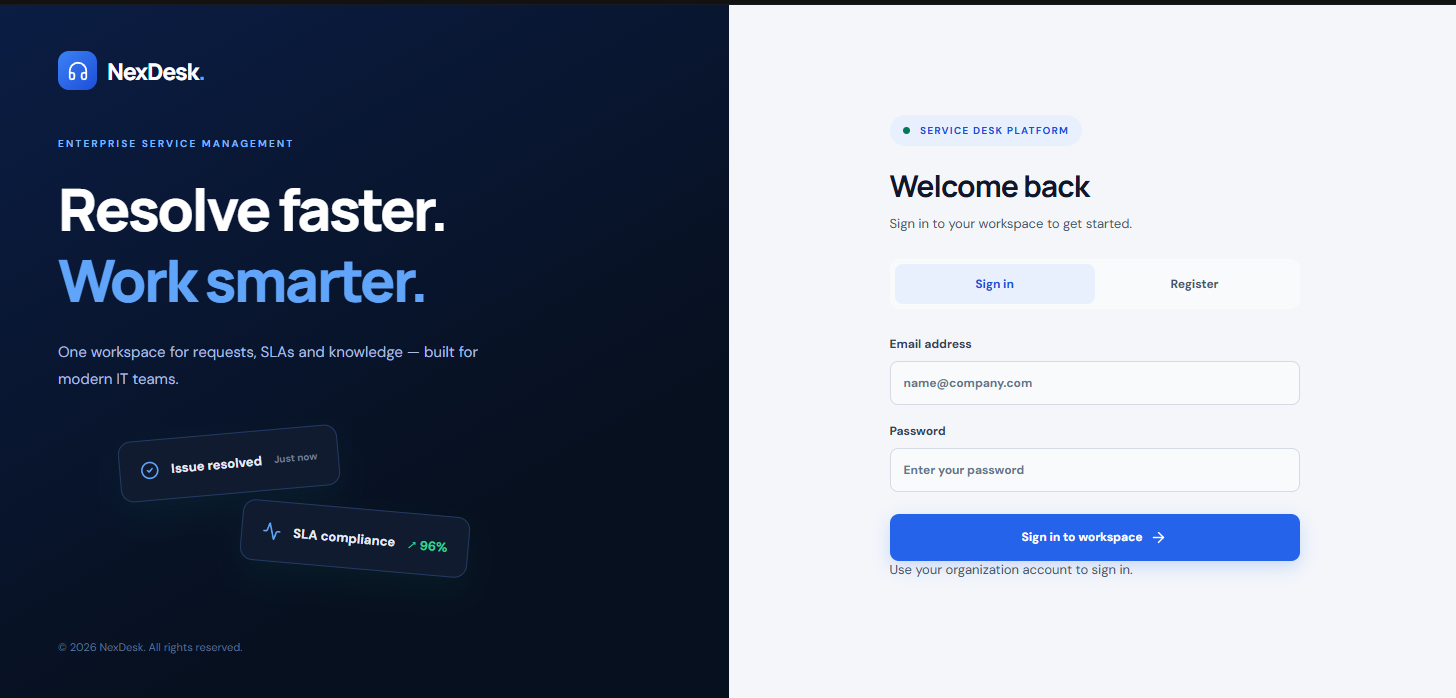 NexDesk.
ENTERPRISE SERVICE MANAGEMENT
Resolve faster.
Work smarter.
One workspace for requests, SLAs and knowledge — built for
modern IT teams.
Issue resolved Just now
SLA compliance ↗ 96%
© 2026 NexDesk. All rights reserved.
SERVICE DESK PLATFORM
Welcome back
Sign in to your workspace to get started.
Sign in Register
Email address
name@company.com
Password
Enter your password
Sign in to workspace →
Use your organization account to sign in.